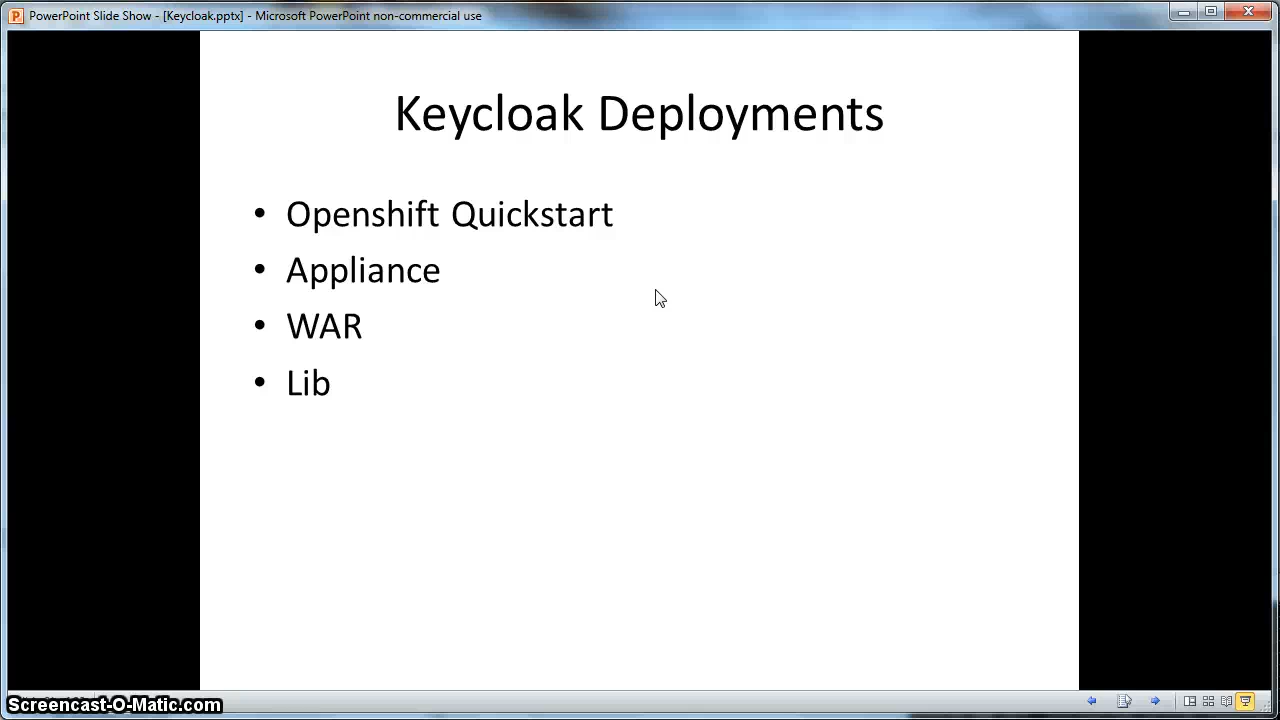 PowerPoint Slide Show - [Keycloak.pptx] - Microsoft PowerPoint non-commercial use
Keycloak Deployments
• Openshift Quickstart
• Appliance
• WAR
• Lib
Screencast-O-Matic.com